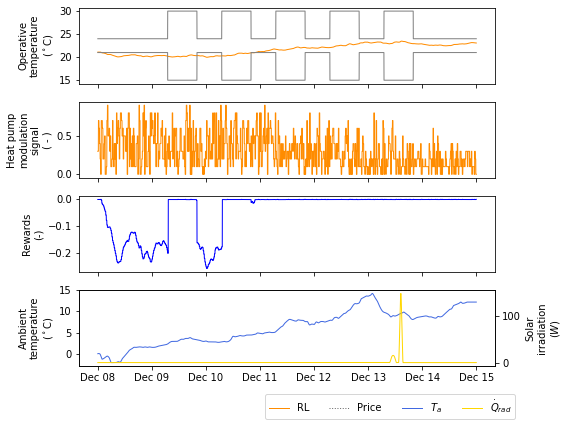 Operative
temperature
(°C)
30
25
20
15
Heat pump
modulation
signal
( - )
0.5
0.0
Rewards
(-)
0.0
−0.1
−0.2
Ambient
temperature
(°C)
15
10
5
0
100
0
Solar
irradiation
(W)
Dec 08 Dec 09 Dec 10 Dec 11 Dec 12 Dec 13 Dec 14 Dec 15
RL Price Tₐ Q̇rad